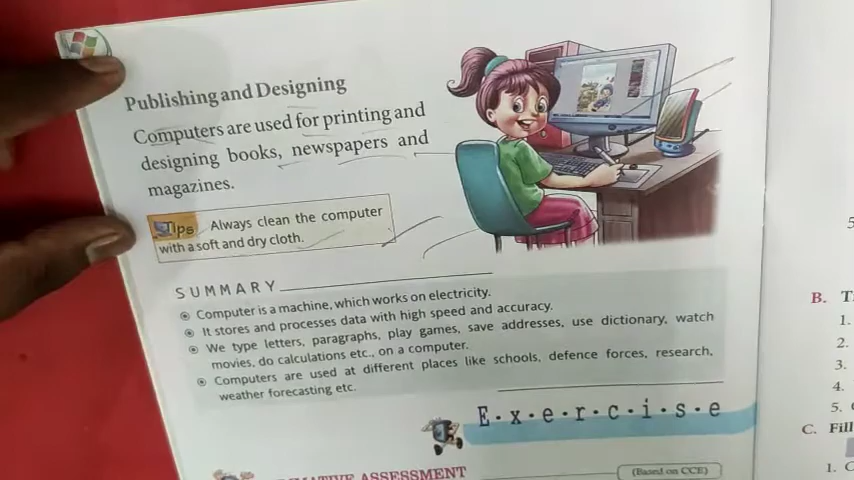 Publishing and Designing
Computers are used for printing and
designing books, newspapers and
magazines.
Tips Always clean the computer
with a soft and dry cloth.
SUMMARY
Computer is a machine, which works on electricity.
It stores and processes data with high speed and accuracy.
We type letters, paragraphs, play games, save addresses, use dictionary, watch
movies, do calculations etc., on a computer.
Computers are used at different places like schools, defence forces, research,
weather forecasting etc.
E·x·e·r·c·i·s·e
ASSESSMENT
(Based on CCE)
B. T
1.
2.
3.
4.
5.
C. Fill
1. C